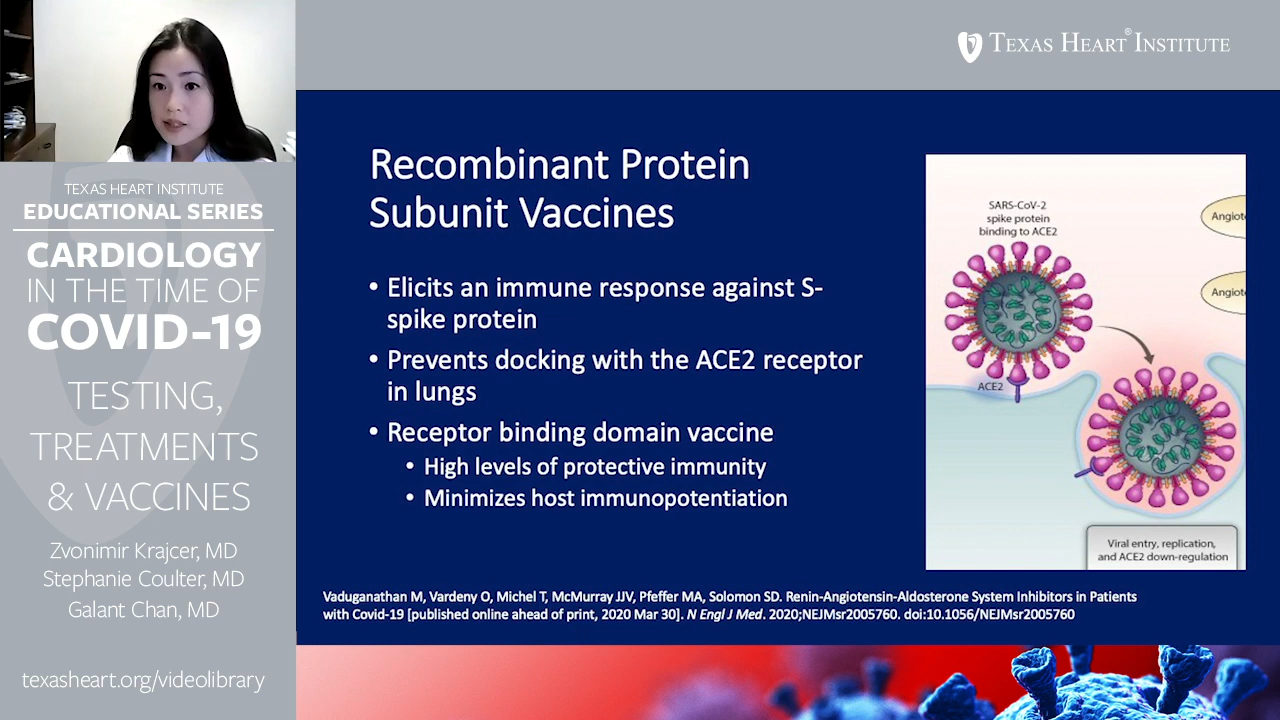 TEXAS HEART® INSTITUTE
TEXAS HEART INSTITUTE
EDUCATIONAL SERIES
CARDIOLOGY
IN THE TIME OF
COVID-19
TESTING,
TREATMENTS
& VACCINES
Zvonimir Krajcer, MD
Stephanie Coulter, MD
Galant Chan, MD
texasheart.org/videolibrary
Recombinant Protein
Subunit Vaccines
• Elicits an immune response against S-
spike protein
• Prevents docking with the ACE2 receptor
in lungs
• Receptor binding domain vaccine
• High levels of protective immunity
• Minimizes host immunopotentiation
SARS-CoV-2
spike protein
binding to ACE2
Angiot
Angiot
ACE2
Viral entry, replication,
and ACE2 down-regulation
Vaduganathan M, Vardeny O, Michel T, McMurray JJV, Pfeffer MA, Solomon SD. Renin-Angiotensin-Aldosterone System Inhibitors in Patients
with Covid-19 [published online ahead of print, 2020 Mar 30]. N Engl J Med. 2020;NEJMsr2005760. doi:10.1056/NEJMsr2005760